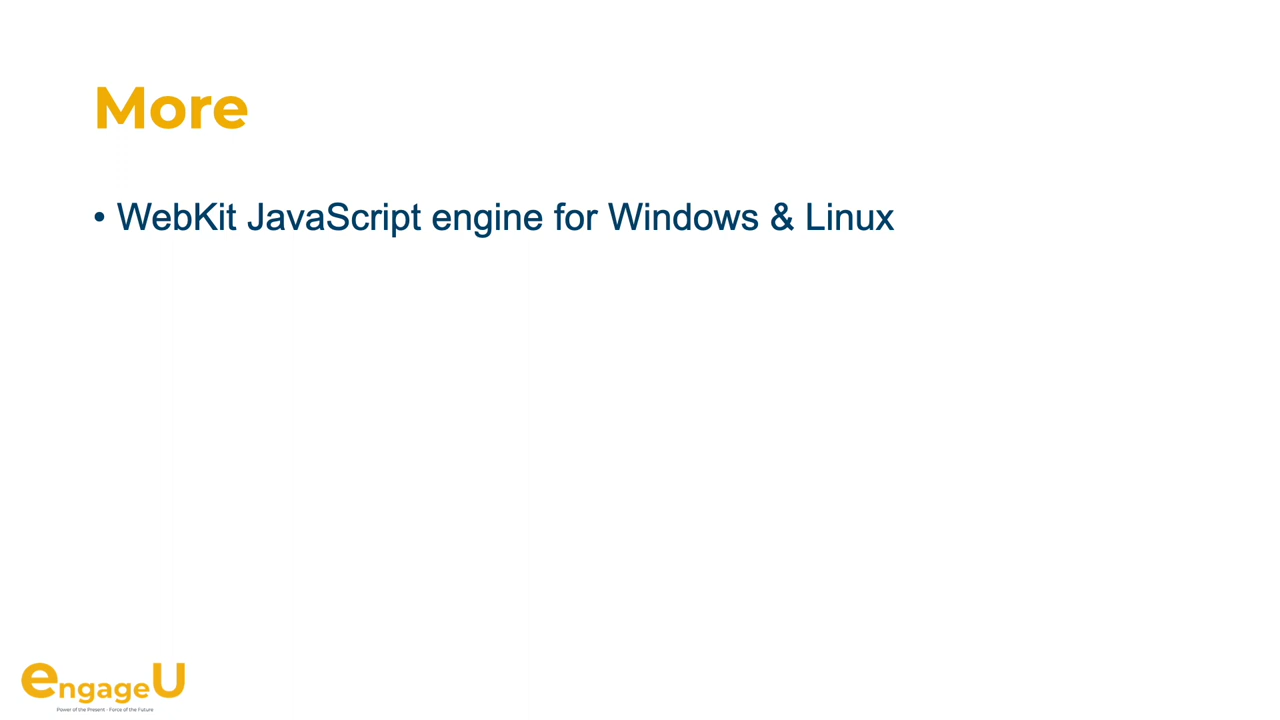 More
• WebKit JavaScript engine for Windows & Linux
engageU
Power of the Present - Force of the Future